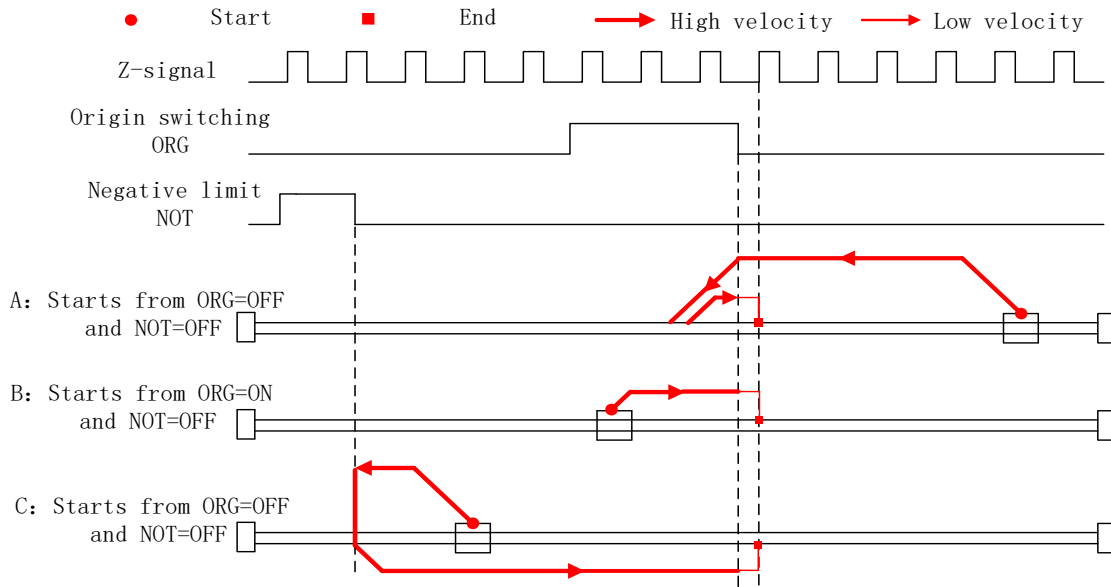 Start End High velocity Low velocity
Z-signal
Origin switching
ORG
Negative limit
NOT
A: Starts from ORG=OFF
and NOT=OFF
B: Starts from ORG=ON
and NOT=OFF
C: Starts from ORG=OFF
and NOT=OFF